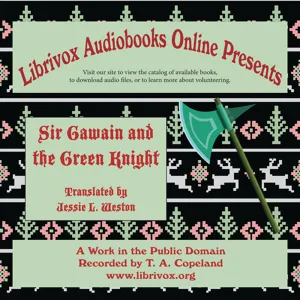 Librivox Audiobooks Online Presents
Visit our site to view the catalog of available books,
to download audio files, or to learn more about volunteering.
Sir Gawain and
the Green Knight
Translated by
Jessie L. Weston
A Work in the Public Domain
Recorded by T. A. Copeland
www.librivox.org